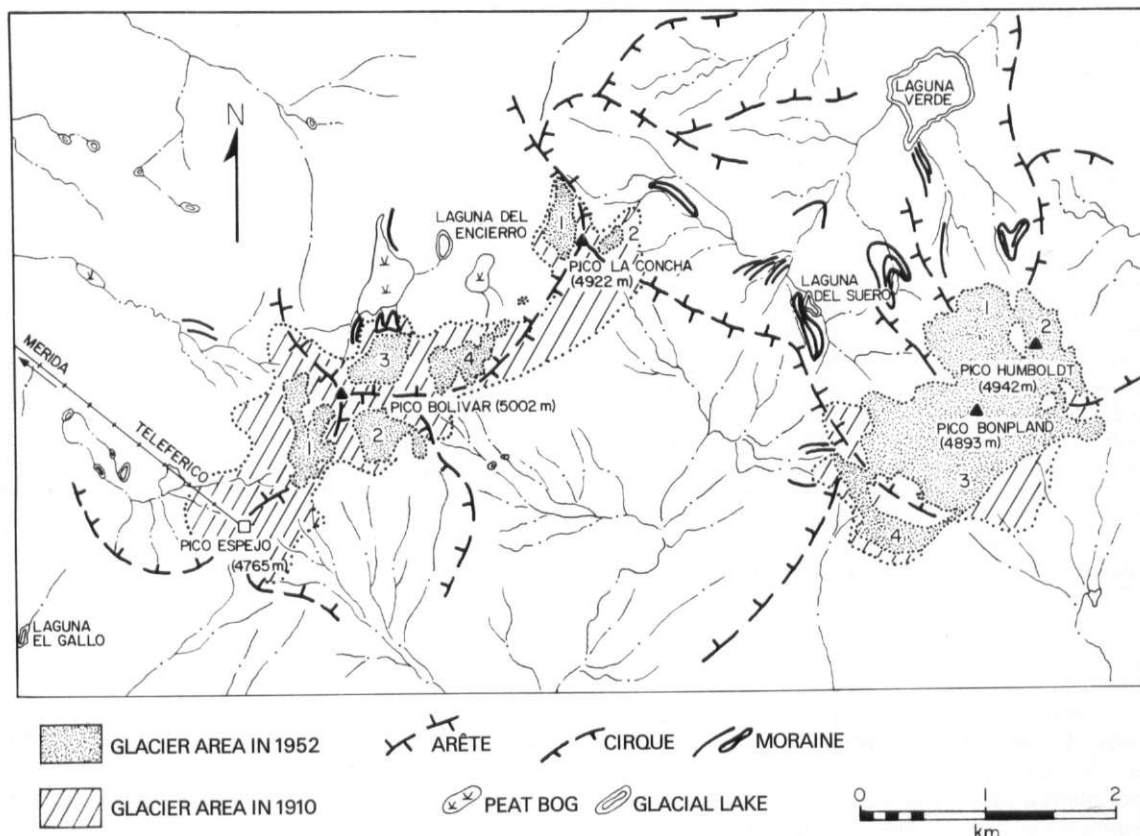 N
LAGUNA
VERDE
LAGUNA DEL
ENCIERRO
1
2
PICO LA CONCHA
(4922 m)
LAGUNA
DEL SUERO
1
2
MERIDA
3
4
PICO HUMBOLDT
(4942m)
PICO BOLIVAR (5002 m)
PICO BONPLAND
(4893 m)
TELEFERICO
1
2
3
4
PICO ESPEJO
(4765m)
LAGUNA
EL GALLO
GLACIER AREA IN 1952
ARÊTE
CIRQUE
MORAINE
GLACIER AREA IN 1910
PEAT BOG
GLACIAL LAKE
0 1 2
km